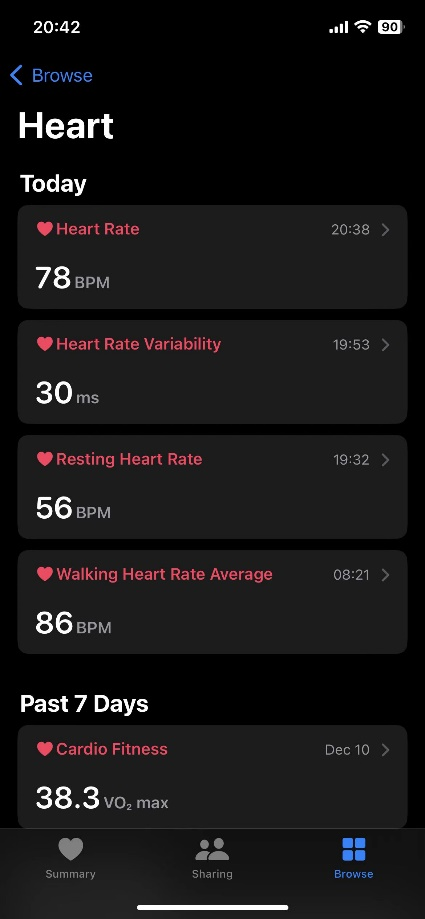 20:42
90
Browse
Heart
Today
Heart Rate 20:38
78 BPM
Heart Rate Variability 19:53
30 ms
Resting Heart Rate 19:32
56 BPM
Walking Heart Rate Average 08:21
86 BPM
Past 7 Days
Cardio Fitness Dec 10
38.3 VO₂ max
Summary Sharing Browse